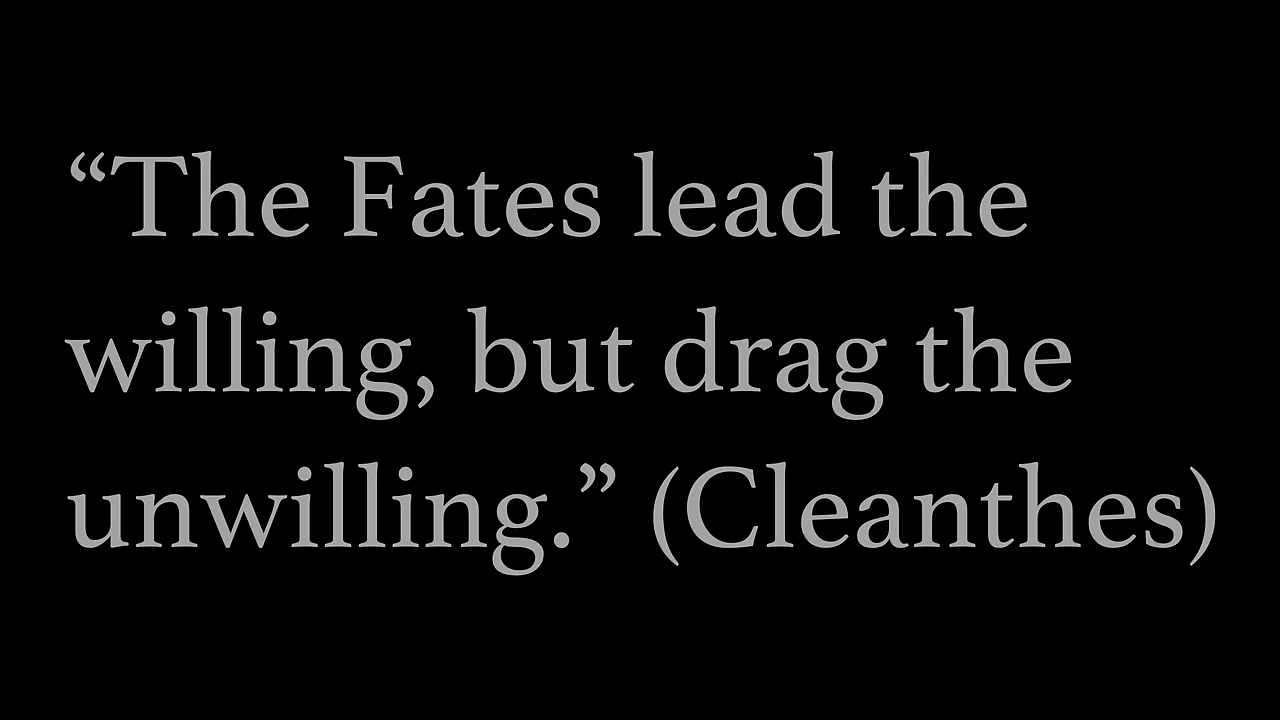 “The Fates lead the
willing, but drag the
unwilling.” (Cleanthes)